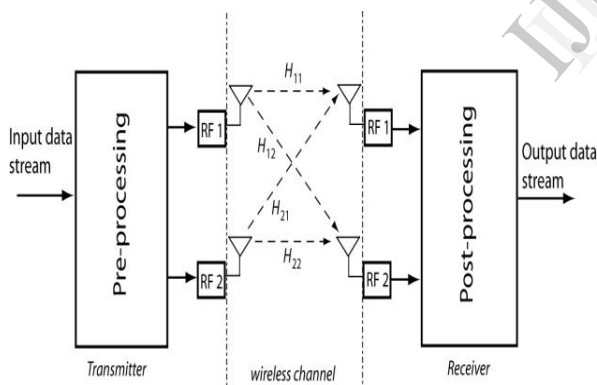 Input data
stream
Pre-processing
RF 1
RF 2
H11
H12
H21
H22
RF 1
RF 2
Post-processing
Output data
stream
Transmitter
wireless channel
Receiver